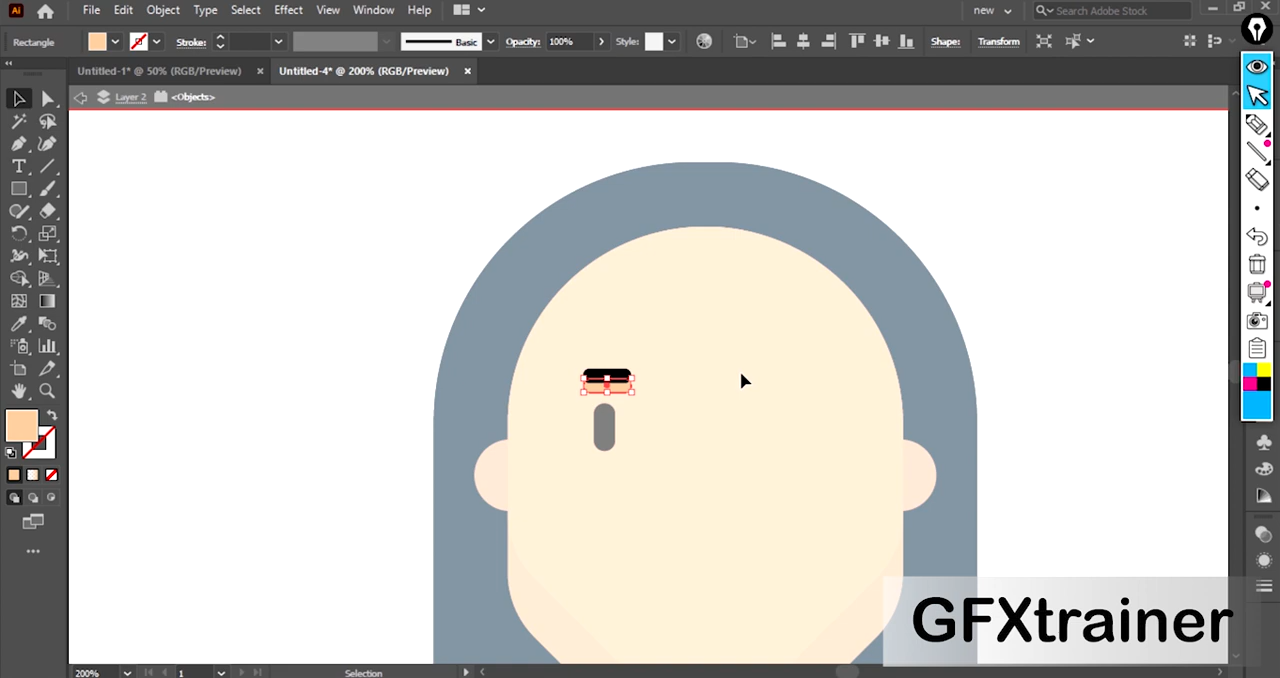 Ai File Edit Object Type Select Effect View Window Help new Search Adobe Stock
Rectangle Stroke: Basic Opacity: 100% Style: Shape: Transform
Untitled-1* @ 50% (RGB/Preview) × Untitled-4* @ 200% (RGB/Preview) ×
Layer 2 <Objects>
GFXtrainer
200% 1 Selection